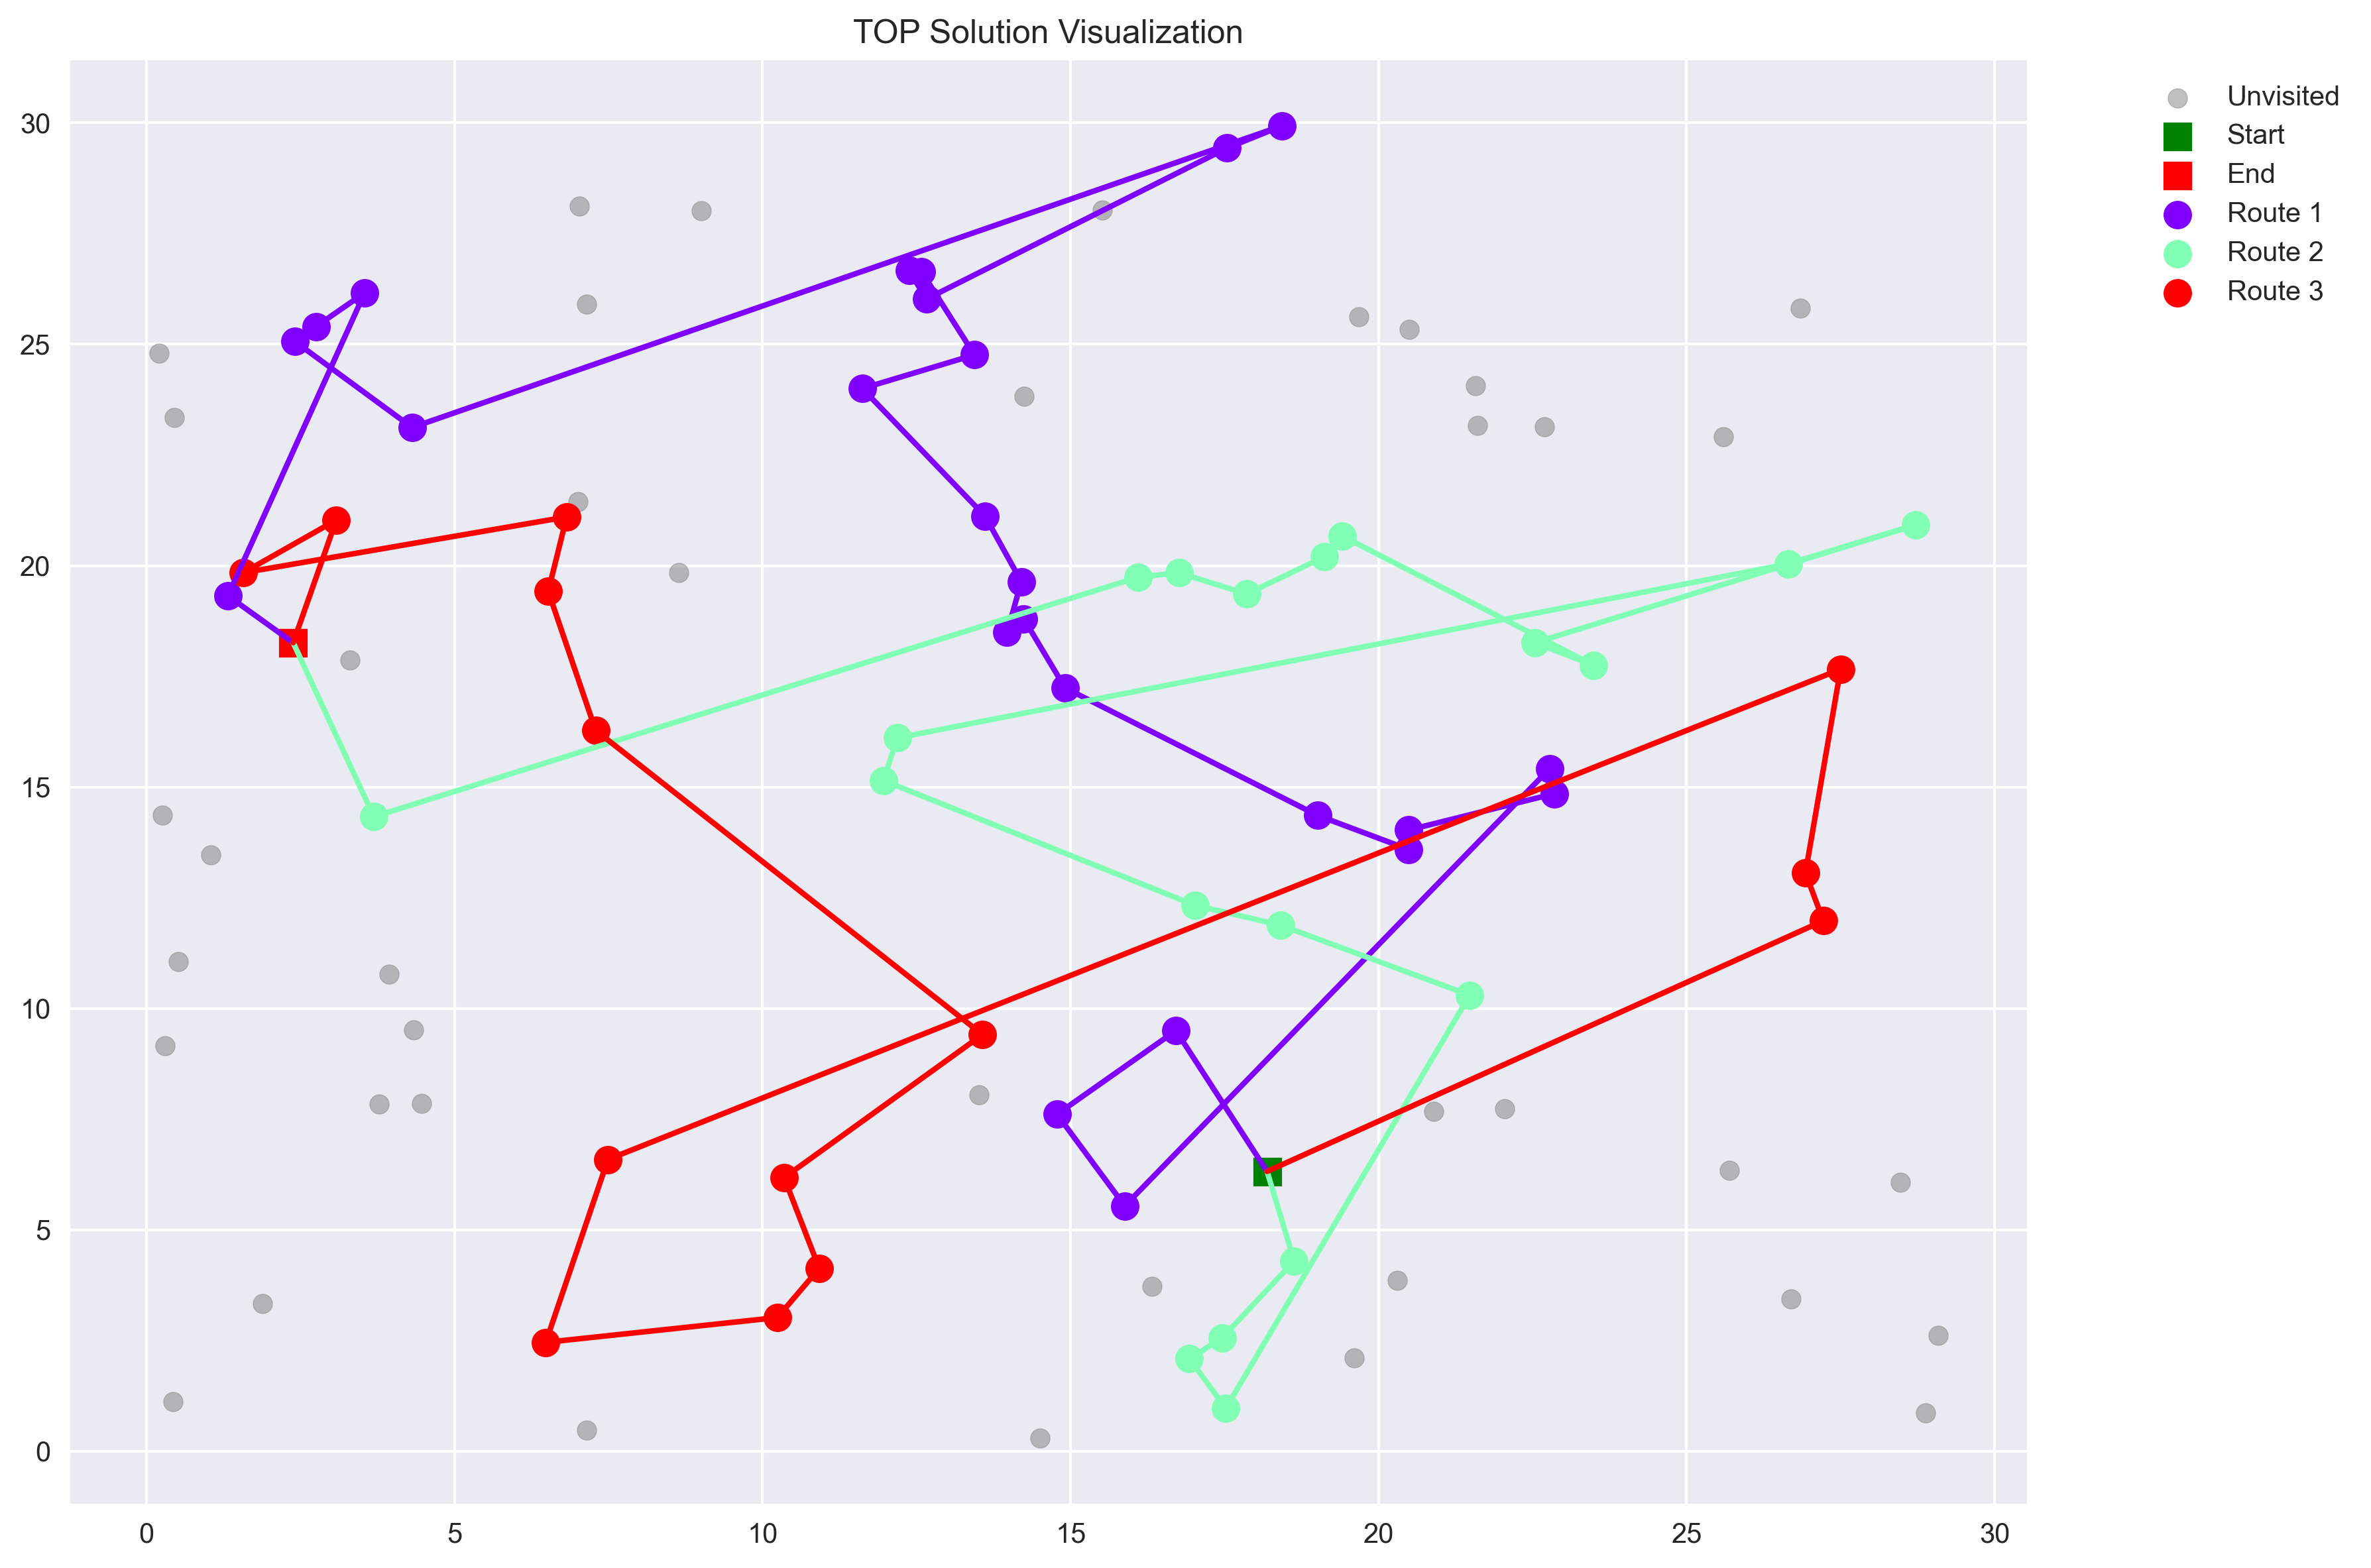 TOP Solution Visualization
Unvisited
Start
End
Route 1
Route 2
Route 3
30
25
20
15
10
5
0
0 5 10 15 20 25 30